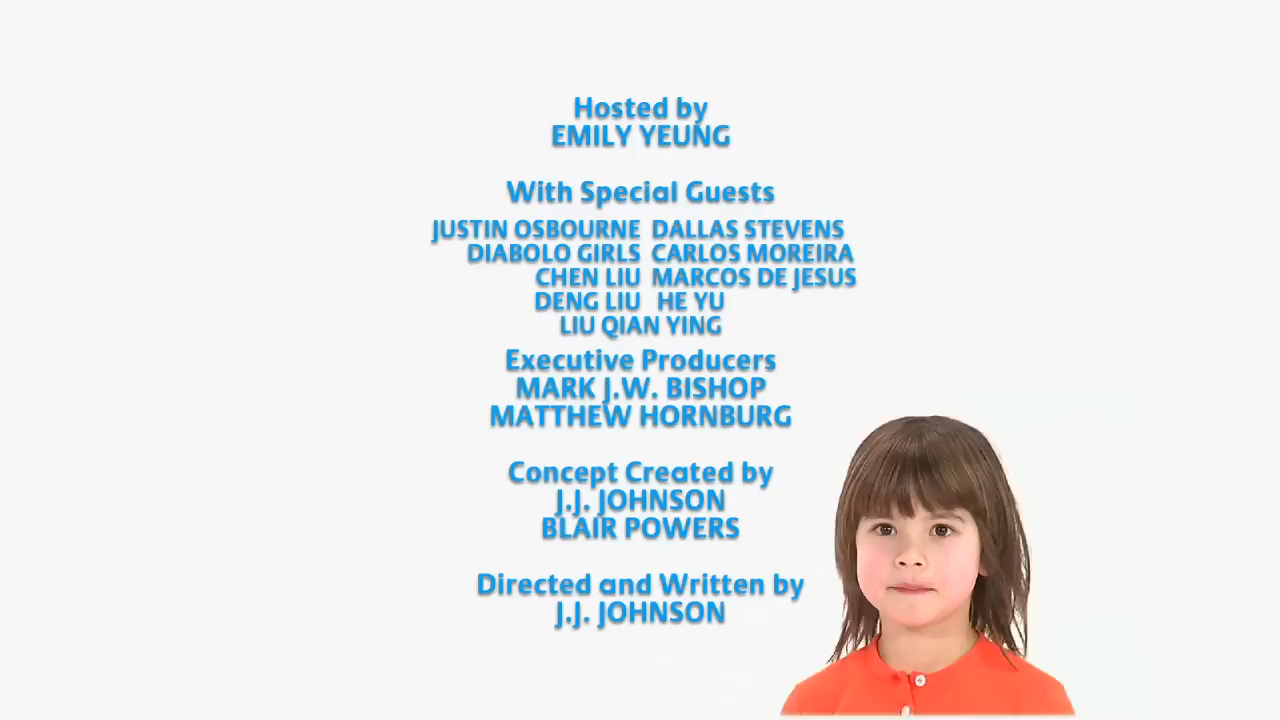 Hosted by
EMILY YEUNG
With Special Guests
JUSTIN OSBOURNE DALLAS STEVENS
DIABOLO GIRLS CARLOS MOREIRA
CHEN LIU MARCOS DE JESUS
DENG LIU HE YU
LIU QIAN YING
Executive Producers
MARK J.W. BISHOP
MATTHEW HORNBURG
Concept Created by
J.J. JOHNSON
BLAIR POWERS
Directed and Written by
J.J. JOHNSON